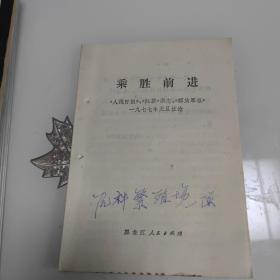 乘胜前进
《人民日报》、《红旗》杂志、《解放军报》
一九七七年元旦社论
黑龙江人民出版社